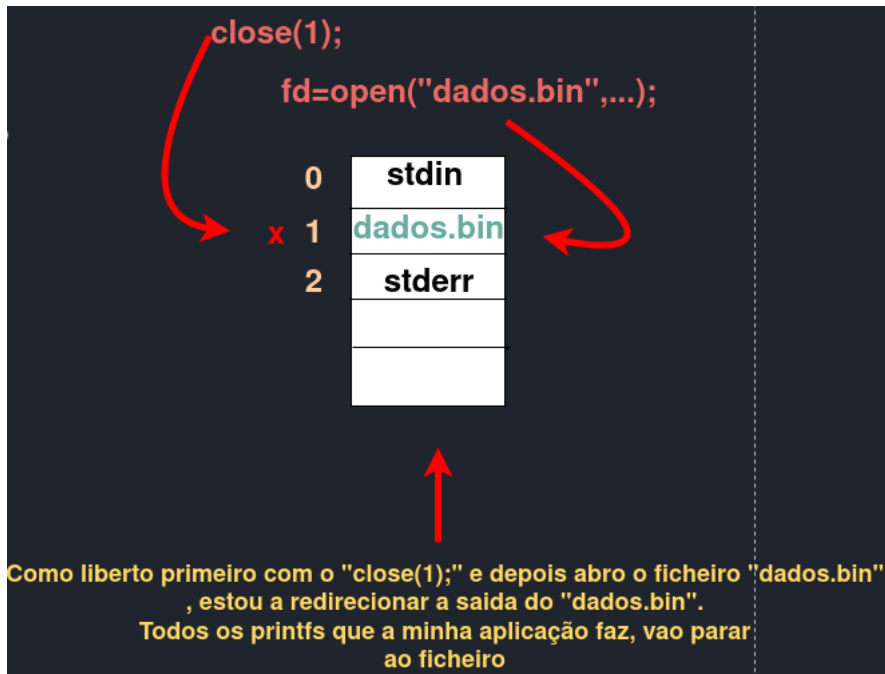 close(1);
fd=open("dados.bin",...);
0 stdin
x 1 dados.bin
2 stderr
Como liberto primeiro com o "close(1);" e depois abro o ficheiro "dados.bin"
, estou a redirecionar a saida do "dados.bin".
Todos os printfs que a minha aplicação faz, vao parar
ao ficheiro